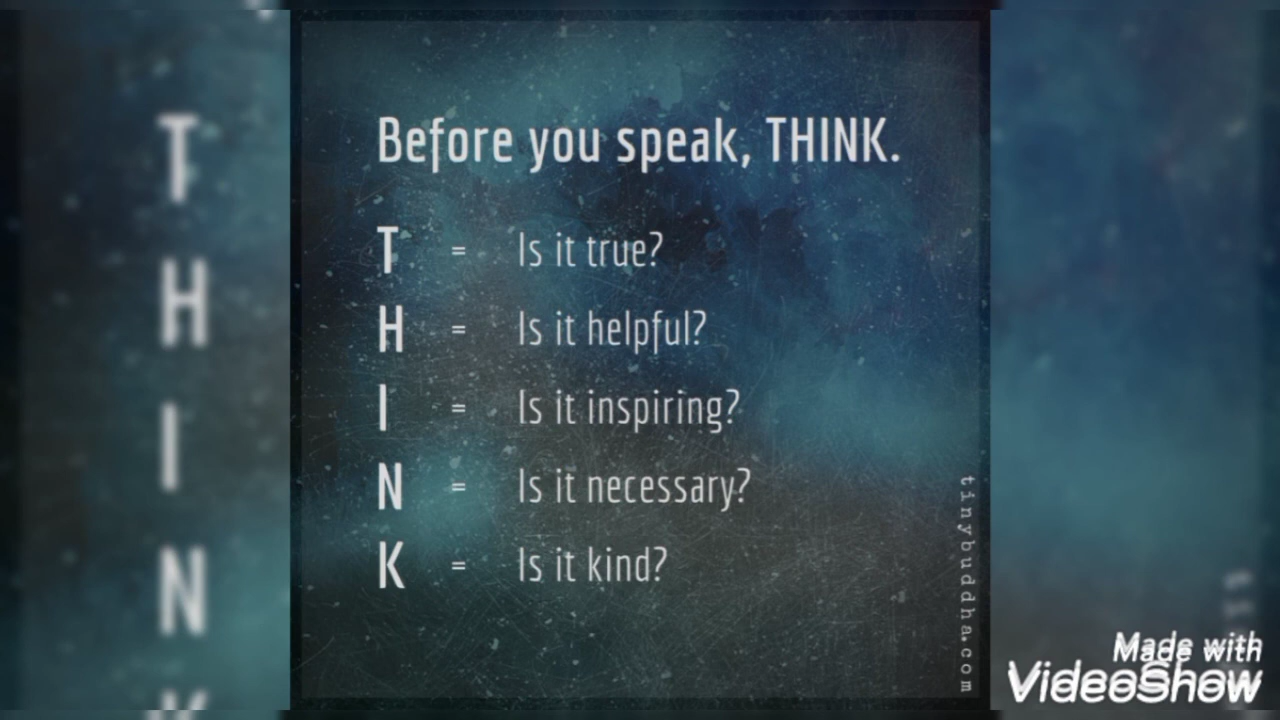 Before you speak, THINK.
T = Is it true?
H = Is it helpful?
I = Is it inspiring?
N = Is it necessary?
K = Is it kind?
tinybuddha.com
T
H
I
N
Made with
VideoShow